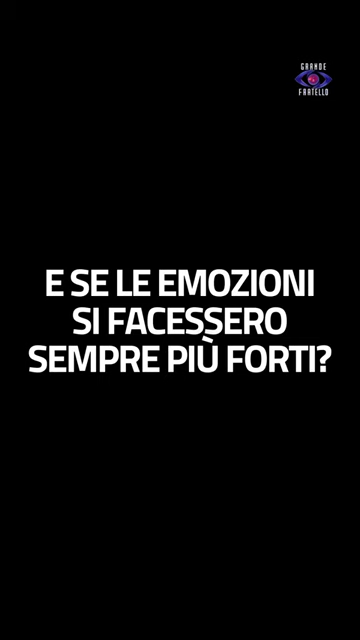 GRANDE
FRATELLO
E SE LE EMOZIONI
SI FACESSERO
SEMPRE PIÙ FORTI?